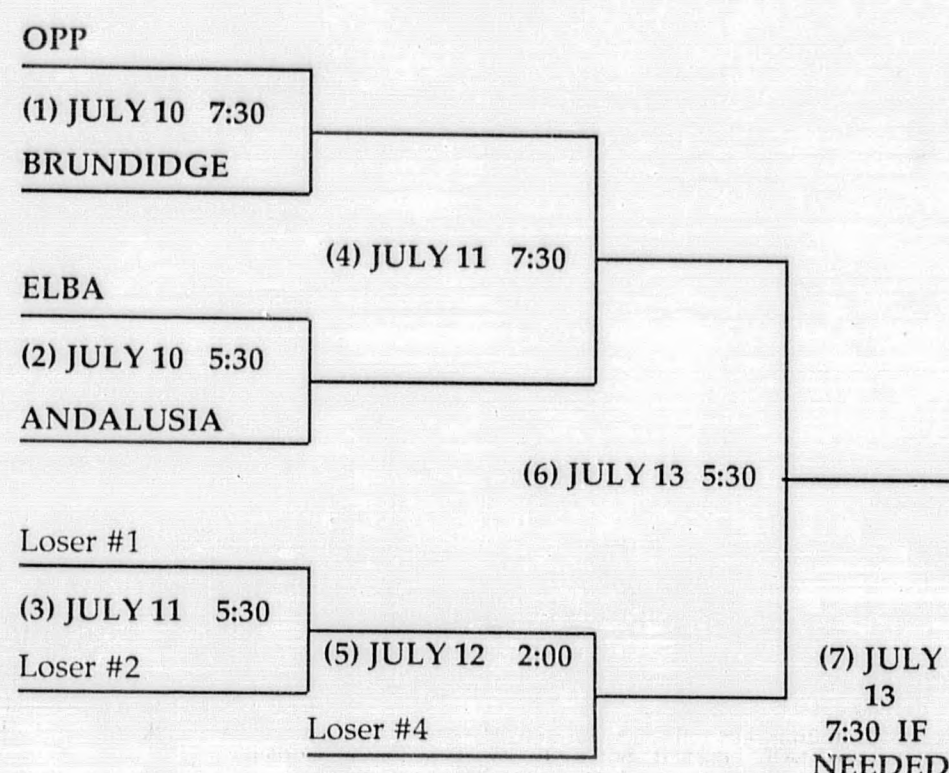 OPP
(1) JULY 10 7:30
BRUNDIDGE
(4) JULY 11 7:30
ELBA
(2) JULY 10 5:30
ANDALUSIA
(6) JULY 13 5:30
Loser #1
(3) JULY 11 5:30
Loser #2
(5) JULY 12 2:00
Loser #4
(7) JULY
13
7:30 IF
NEEDED